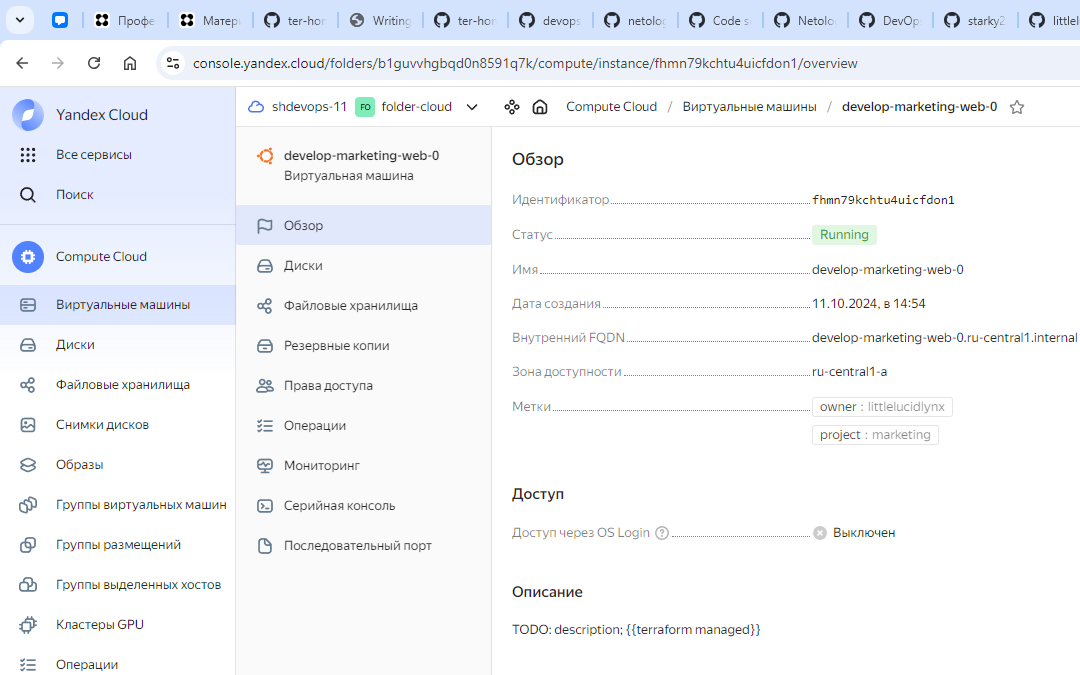 Профе
Матери
ter-hor
Writing
ter-hor
devops
netolog
Code s
Netolo
DevOp
starky2
littlelu
console.yandex.cloud/folders/b1guvvhgbqd0n8591q7k/compute/instance/fhmn79kchtu4uicfdon1/overview
Yandex Cloud
Все сервисы
Поиск
Compute Cloud
Виртуальные машины
Диски
Файловые хранилища
Снимки дисков
Образы
Группы виртуальных машин
Группы размещений
Группы выделенных хостов
Кластеры GPU
Операции
shdevops-11 FO folder-cloud
Compute Cloud / Виртуальные машины / develop-marketing-web-0
develop-marketing-web-0
Виртуальная машина
Обзор
Диски
Файловые хранилища
Резервные копии
Права доступа
Операции
Мониторинг
Серийная консоль
Последовательный порт
Обзор
Идентификатор fhmn79kchtu4uicfdon1
Статус Running
Имя develop-marketing-web-0
Дата создания 11.10.2024, в 14:54
Внутренний FQDN develop-marketing-web-0.ru-central1.internal
Зона доступности ru-central1-a
Метки owner : littlelucidlynx
project : marketing
Доступ
Доступ через OS Login ? Выключен
Описание
TODO: description; {{terraform managed}}